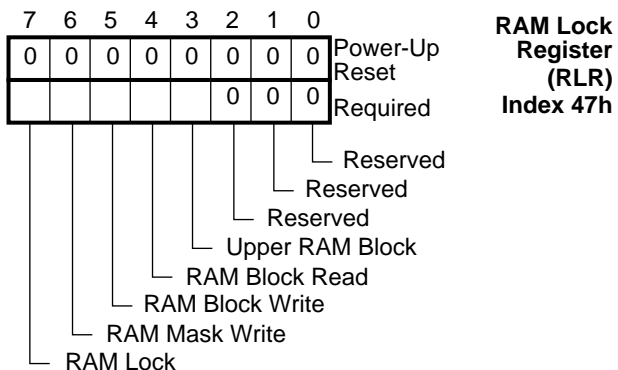 7 6 5 4 3 2 1 0
0 0 0 0 0 0 0 0 Power-Up
Reset
0 0 0 Required
RAM Lock
Register
(RLR)
Index 47h
Reserved
Reserved
Reserved
Upper RAM Block
RAM Block Read
RAM Block Write
RAM Mask Write
RAM Lock